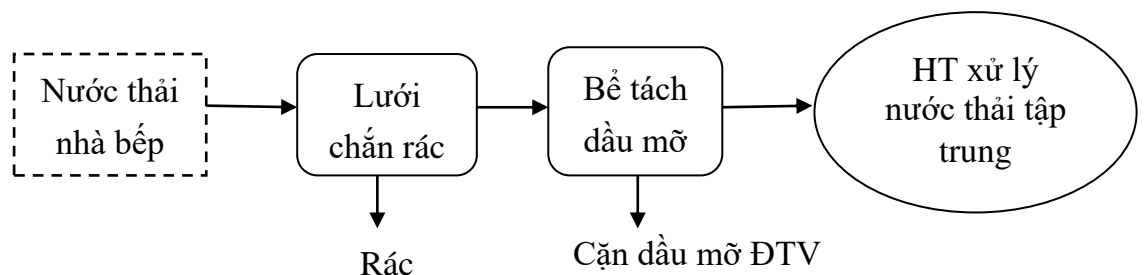 Nước thải
nhà bếp
Lưới
chắn rác
Bể tách
dầu mỡ
HT xử lý
nước thải tập
trung
Rác
Cặn dầu mỡ ĐTV